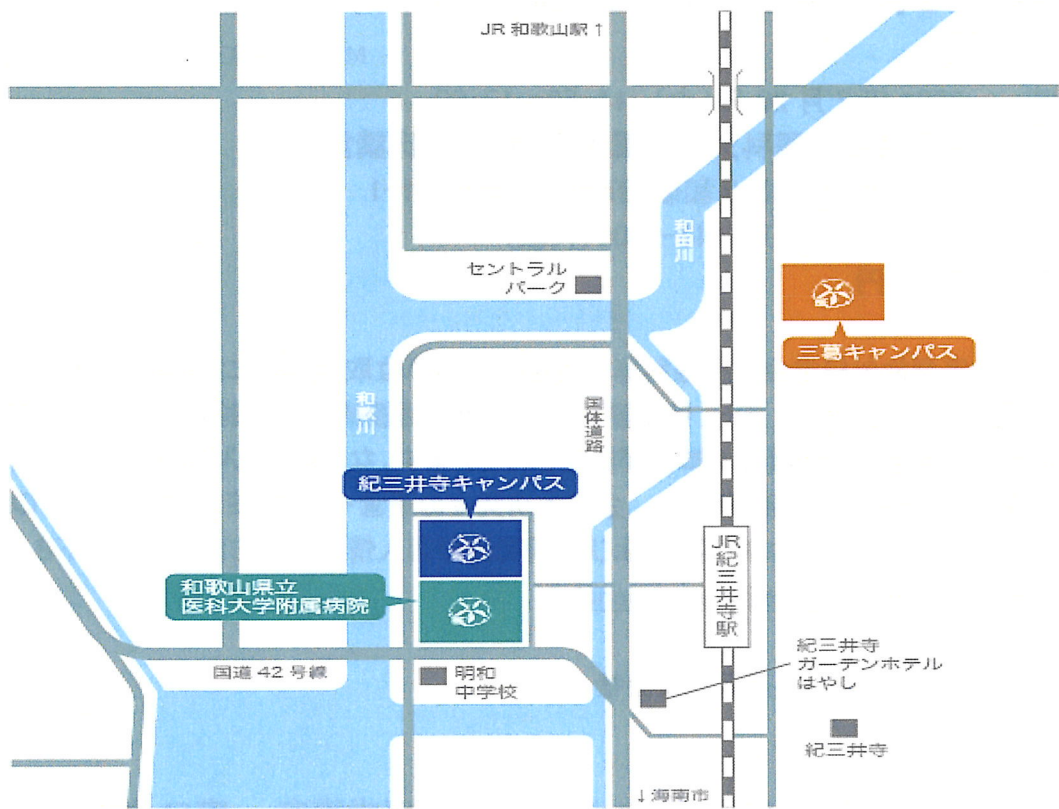 JR 和歌山駅↑
和田川
セントラル
パーク
三葛キャンパス
和歌川
国体道路
紀三井寺キャンパス
JR紀三井寺駅
和歌山県立
医科大学附属病院
国道 42 号線
明和
中学校
紀三井寺
ガーデンホテル
はやし
紀三井寺
↓海南市